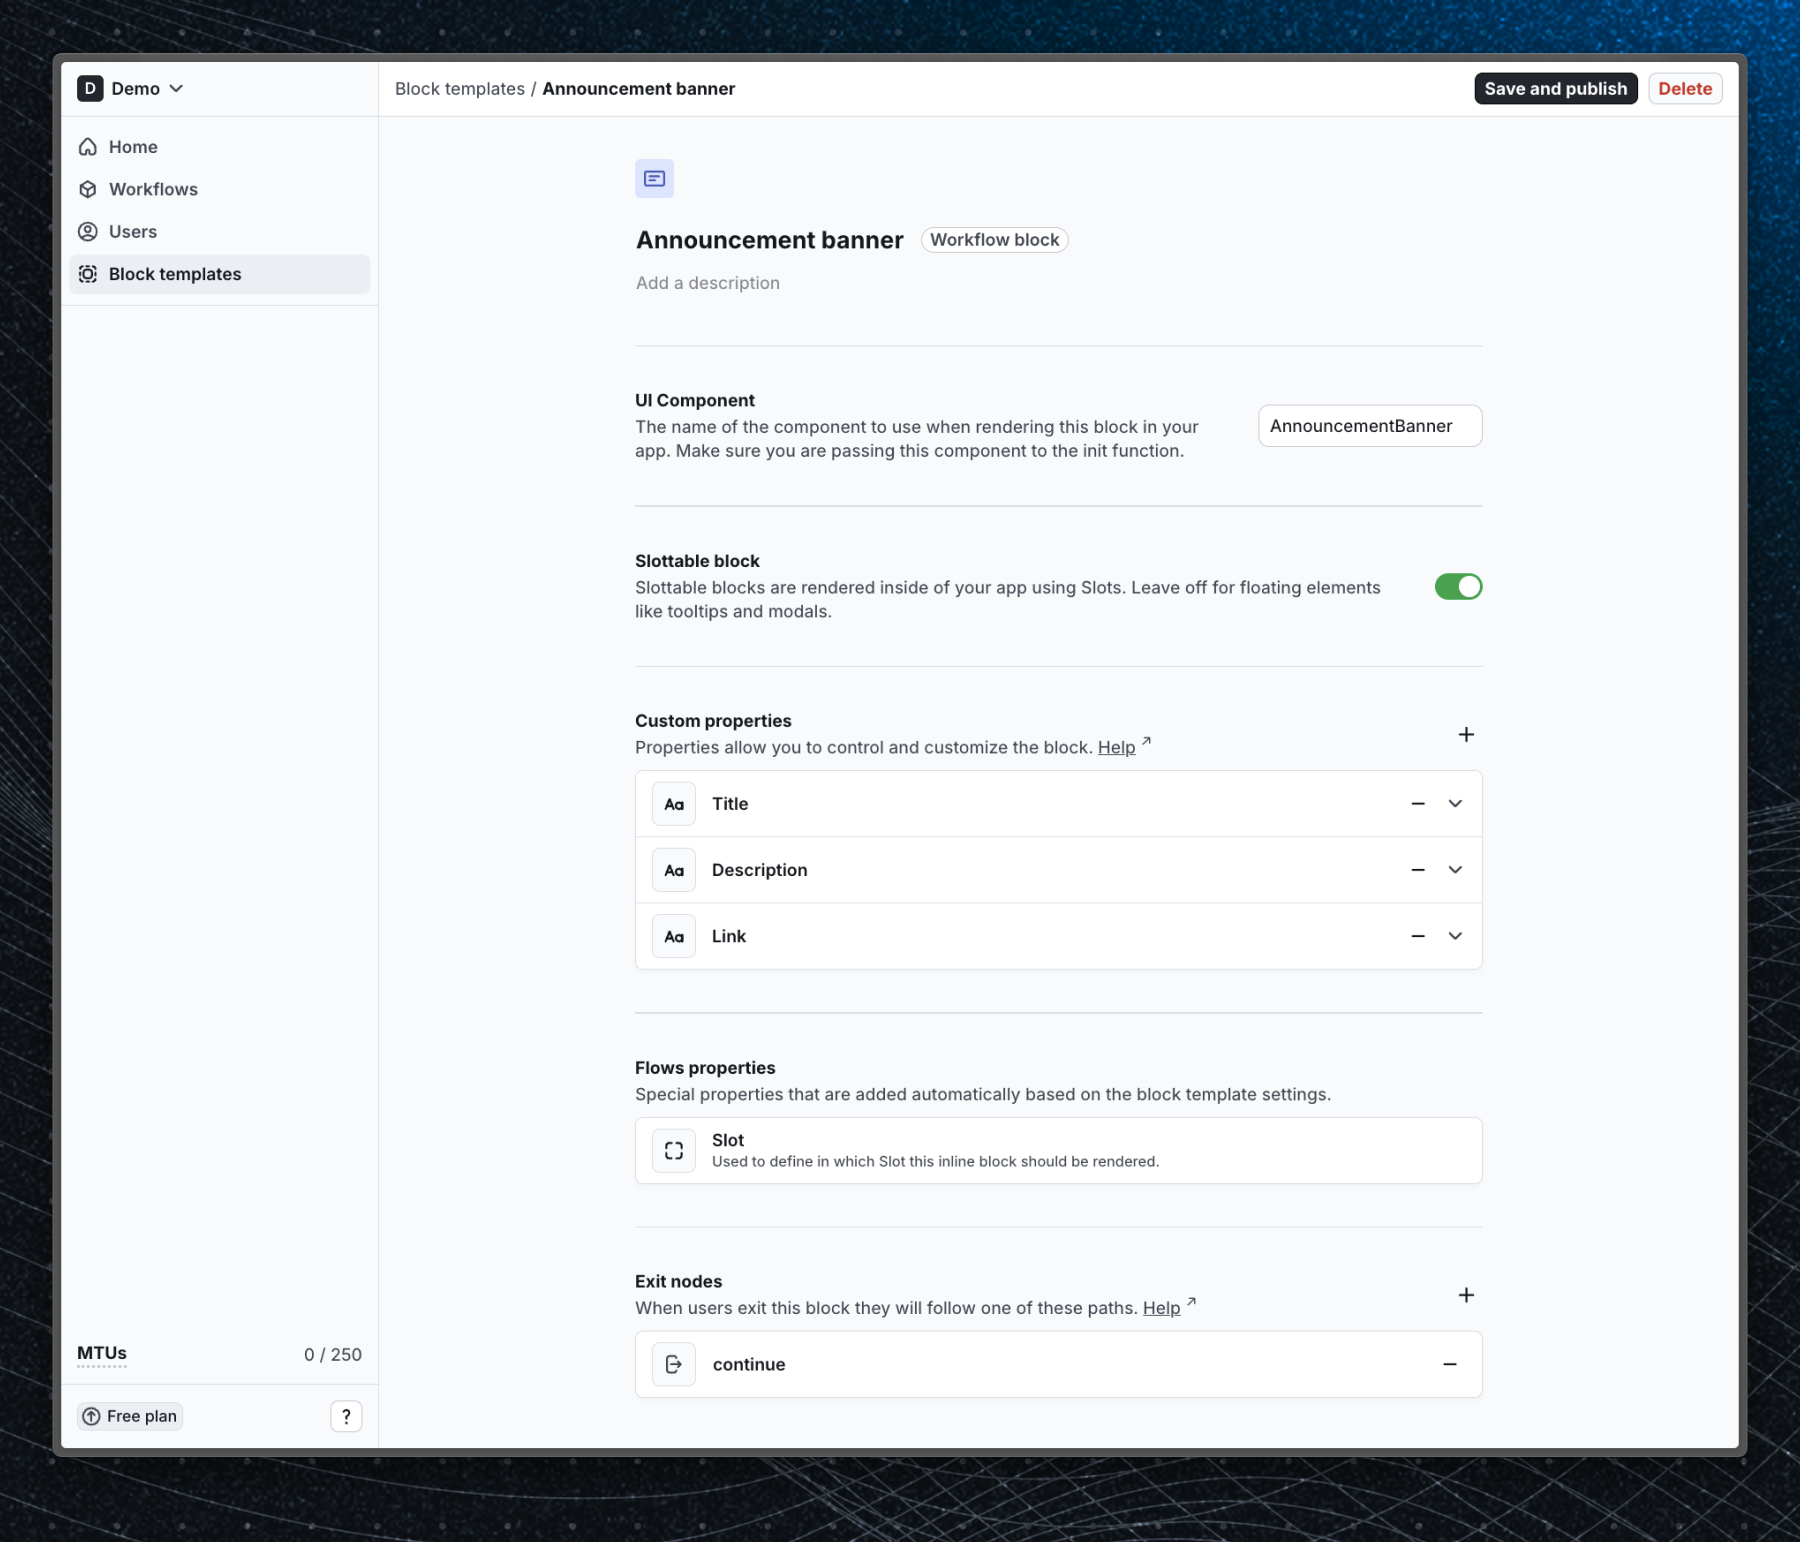 D Demo
Block templates / Announcement banner
Save and publish
Delete
Home
Workflows
Users
Block templates
Announcement banner
Workflow block
Add a description
UI Component
The name of the component to use when rendering this block in your
app. Make sure you are passing this component to the init function.
AnnouncementBanner
Slottable block
Slottable blocks are rendered inside of your app using Slots. Leave off for floating elements
like tooltips and modals.
Custom properties
Properties allow you to control and customize the block. Help ↗
Aa Title
Aa Description
Aa Link
Flows properties
Special properties that are added automatically based on the block template settings.
Slot
Used to define in which Slot this inline block should be rendered.
Exit nodes
When users exit this block they will follow one of these paths. Help ↗
continue
MTUs
0 / 250
Free plan
?